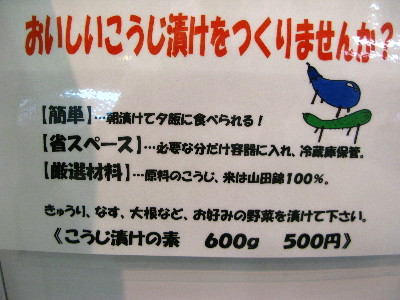 おいしいこうじ漬けをつくりませんか?
【簡単】…朝漬けて夕飯に食べられる!
【省スペース】…必要な分だけ容器に入れ、冷蔵庫保管。
【厳選材料】…原料のこうじ、米は山田錦100%。
きゅうり、なす、大根など、お好みの野菜を漬けて下さい。
《こうじ漬けの素 600g 500円》